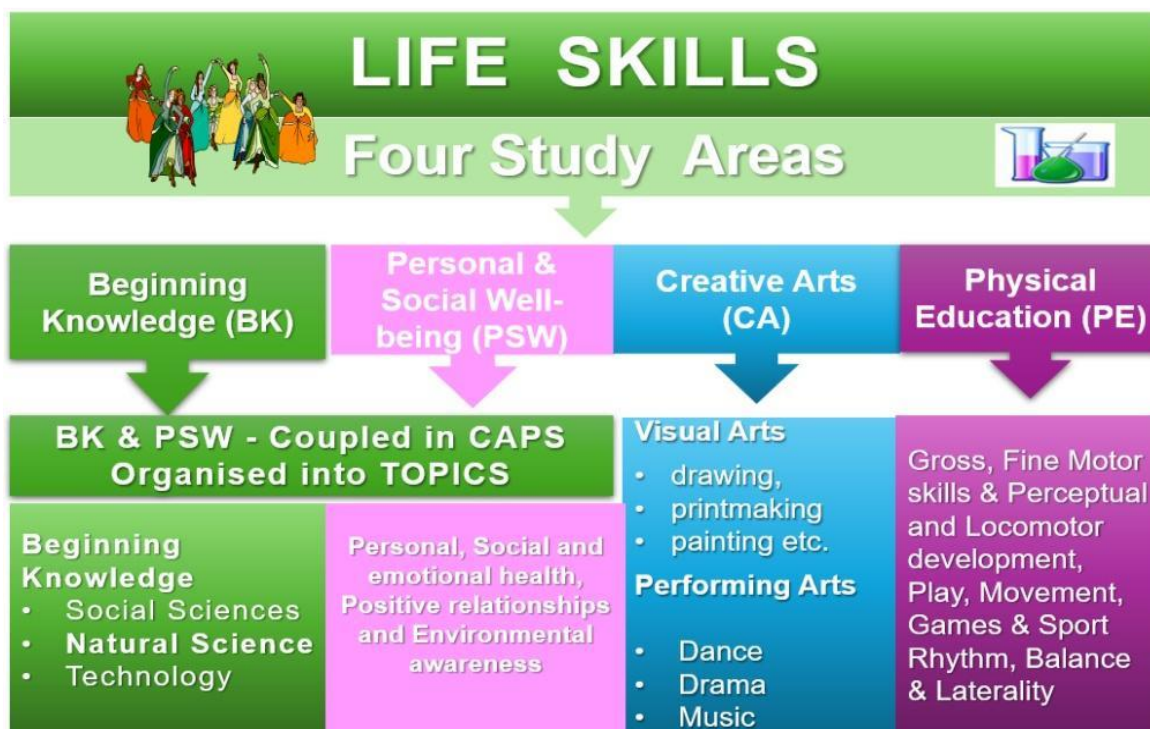 LIFE SKILLS
Four Study Areas
Beginning
Knowledge (BK)
Personal &
Social Well-
being (PSW)
Creative Arts
(CA)
Physical
Education (PE)
BK & PSW - Coupled in CAPS
Organised into TOPICS
Beginning
Knowledge
• Social Sciences
• Natural Science
• Technology
Personal, Social and
emotional health,
Positive relationships
and Environmental
awareness
Visual Arts
• drawing,
• printmaking
• painting etc.
Performing Arts
• Dance
• Drama
• Music
Gross, Fine Motor
skills & Perceptual
and Locomotor
development,
Play, Movement,
Games & Sport
Rhythm, Balance
& Laterality